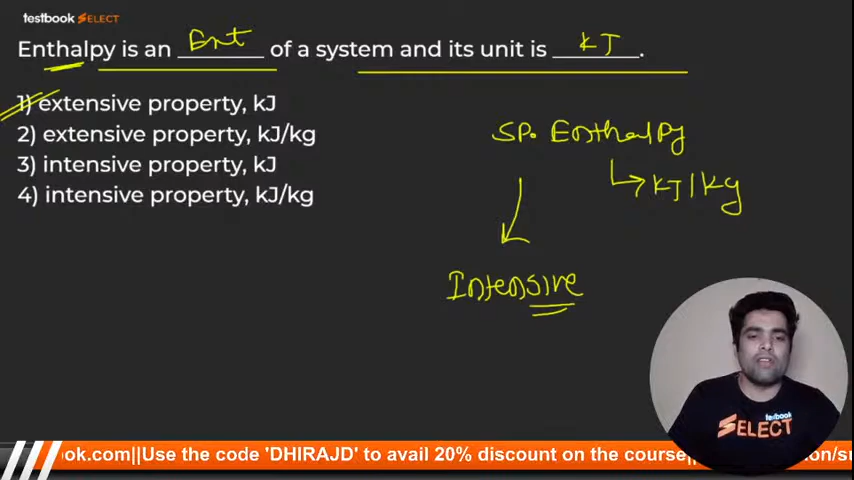 testbook SELECT
Enthalpy is an Ent of a system and its unit is KJ.
1) extensive property, kJ
2) extensive property, kJ/kg
3) intensive property, kJ
4) intensive property, kJ/kg
SP. Enthalpy
KJ/Kg
Intensive
testbook
SELECT
ok.com||Use the code 'DHIRAJD' to avail 20% discount on the course||